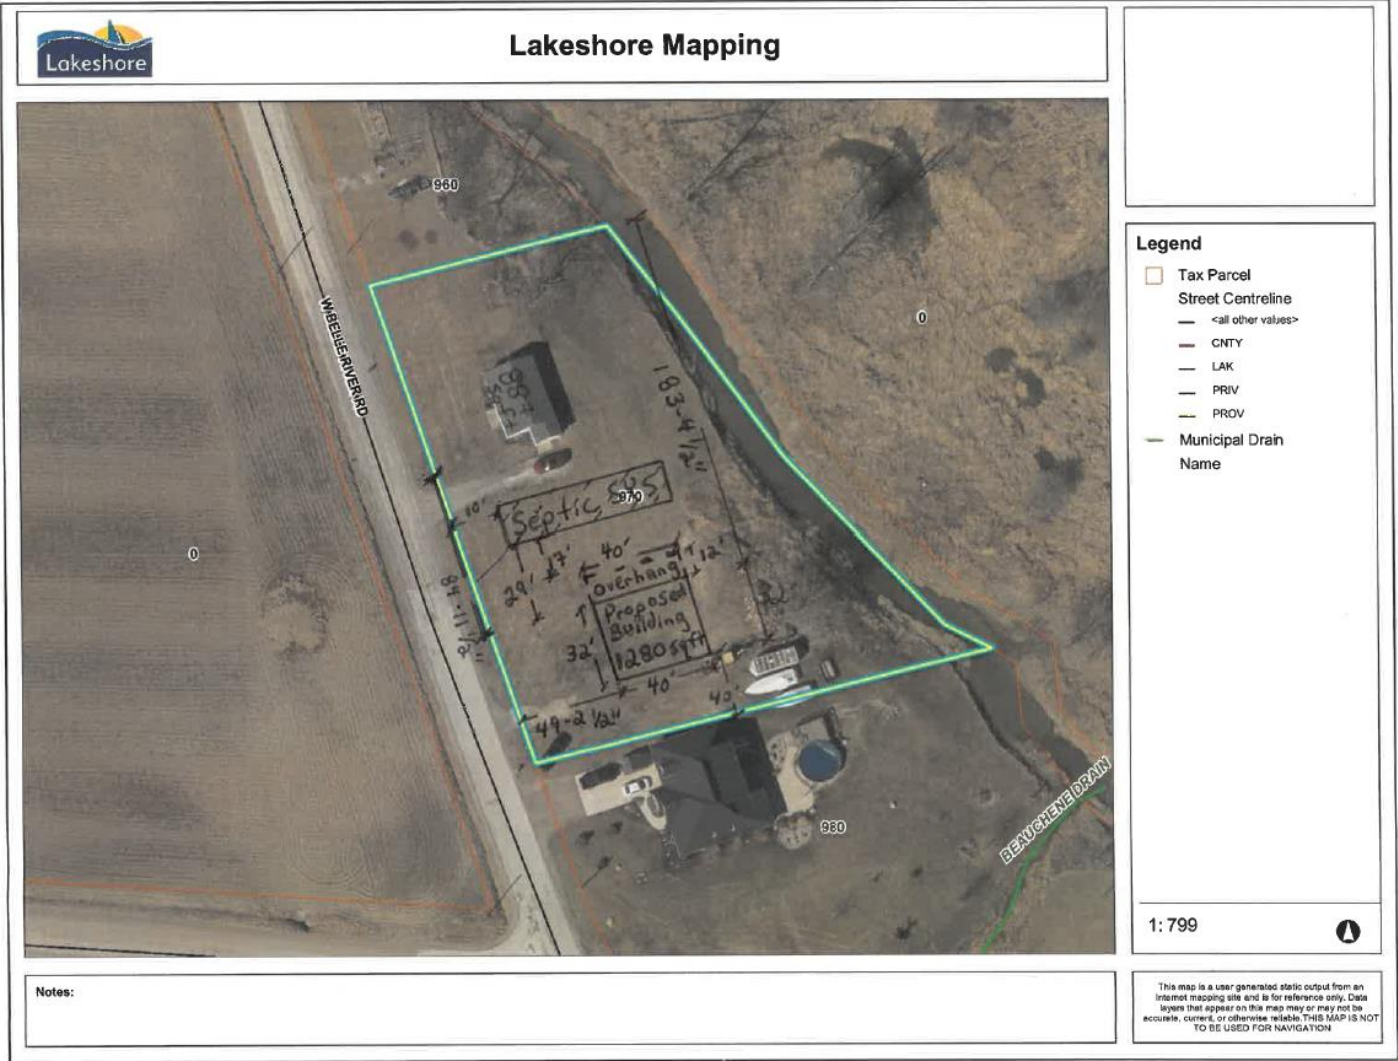 Lakeshore
Lakeshore Mapping
960
W BELLE RIVER RD
0
183-4 1/2"
887
970
10'
Septic Sys.
0
17'
40'
12'
29'
overhang
84-11 1/2"
Proposed
Building
32'
1280 sqft
40'
40'
49-2 1/2"
980
BEAUCHENE DRAIN
Legend
Tax Parcel
Street Centreline
<all other values>
CNTY
LAK
PRIV
PROV
Municipal Drain
Name
1: 799
Notes:
This map is a user generated static output from an
Internet mapping site and is for reference only. Data
layers that appear on this map may or may not be
accurate, current, or otherwise reliable. THIS MAP IS NOT
TO BE USED FOR NAVIGATION